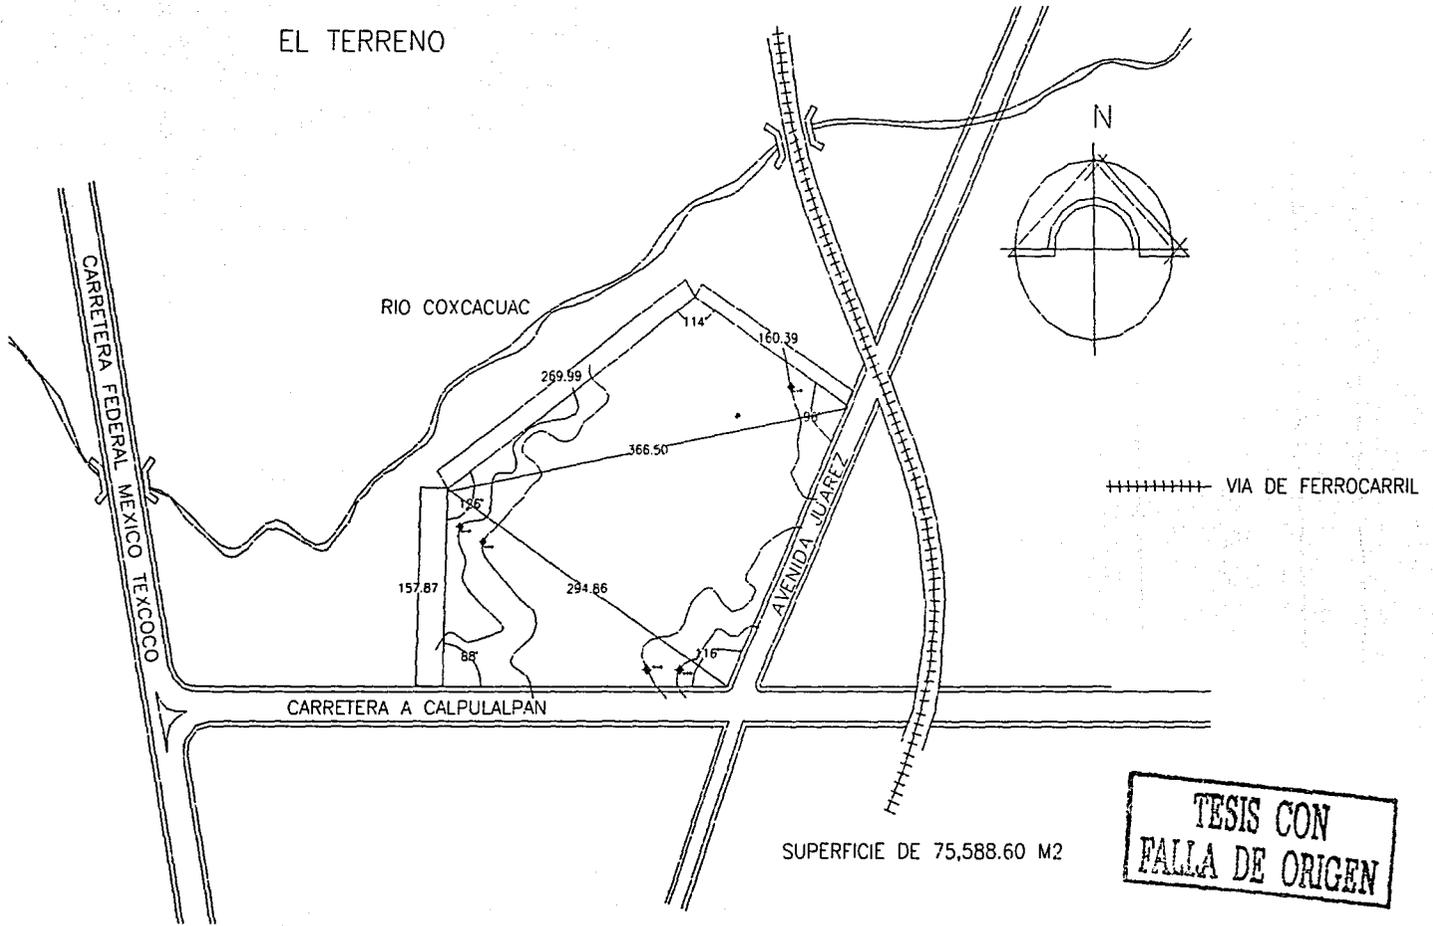 EL TERRENO
N
CARRETERA FEDERAL MEXICO TEXCOCO
RIO COXCACUAC
114°
160.39
269.99
98°
366.50
AVENIDA JUAREZ
VIA DE FERROCARRIL
126°
157.87
294.86
88°
116°
CARRETERA A CALPULALPAN
SUPERFICIE DE 75,588.60 M2
TESIS CON
FALLA DE ORIGEN